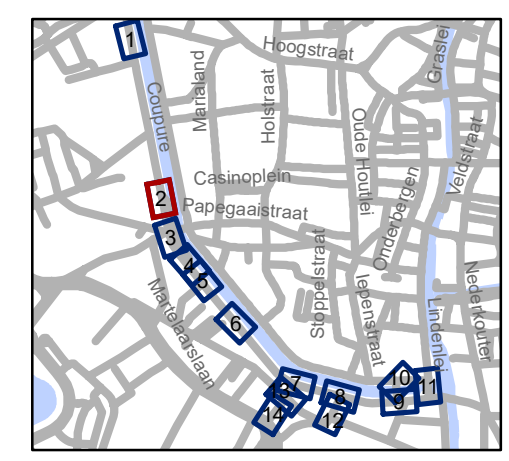 1
Hoogstraat
Graslei
Marialand
Coupure
Holstraat
Oude Houtlei
Veldstraat
Casinoplein
2
Papegaaistraat
Onderbergen
3
4
5
Stoppelstraat
Iepenstraat
Nederkouter
Martelaarslaan
6
Lindenlei
7
13
8
10
11
9
14
12